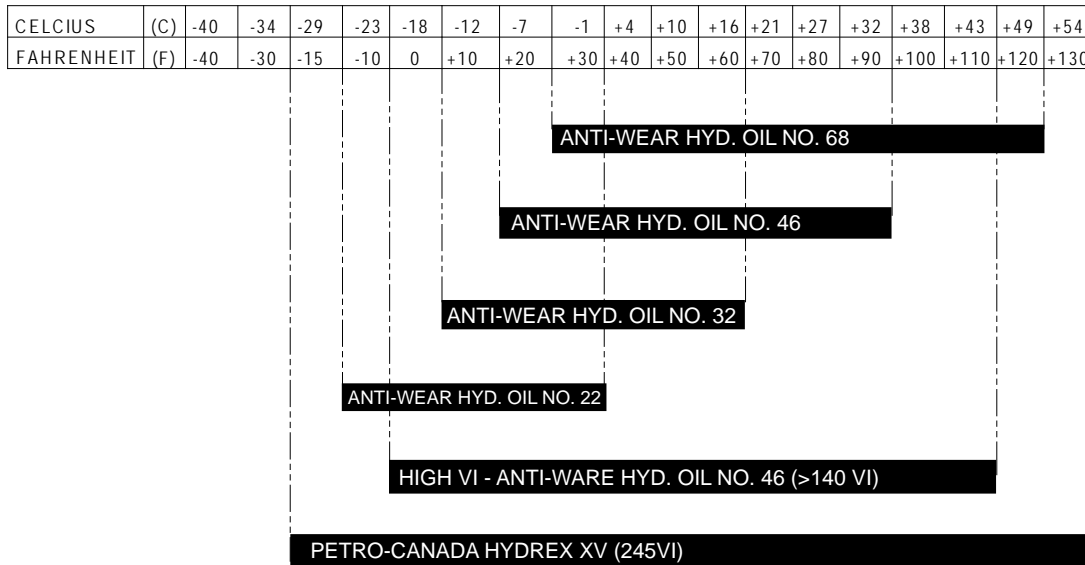 CELCIUS (C) -40 -34 -29 -23 -18 -12 -7 -1 +4 +10 +16 +21 +27 +32 +38 +43 +49 +54
FAHRENHEIT (F) -40 -30 -15 -10 0 +10 +20 +30 +40 +50 +60 +70 +80 +90 +100 +110 +120 +130
ANTI-WEAR HYD. OIL NO. 68
ANTI-WEAR HYD. OIL NO. 46
ANTI-WEAR HYD. OIL NO. 32
ANTI-WEAR HYD. OIL NO. 22
HIGH VI - ANTI-WARE HYD. OIL NO. 46 (>140 VI)
PETRO-CANADA HYDREX XV (245VI)